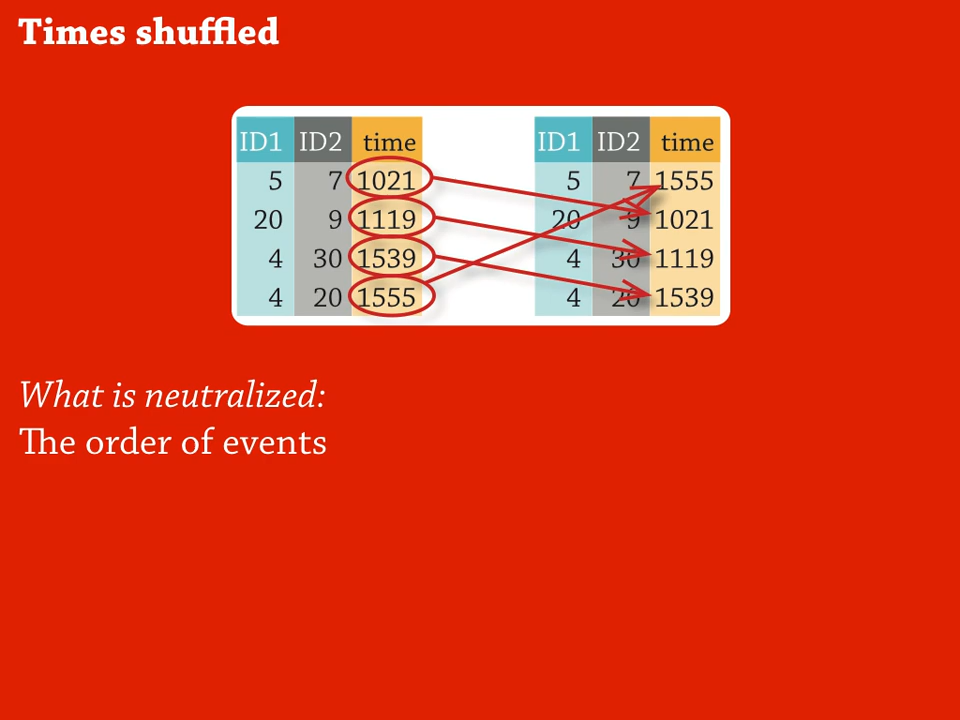 Times shuffled
ID1 ID2 time ID1 ID2 time
5 7 1021 5 7 1555
20 9 1119 20 9 1021
4 30 1539 4 30 1119
4 20 1555 4 20 1539
What is neutralized:
The order of events